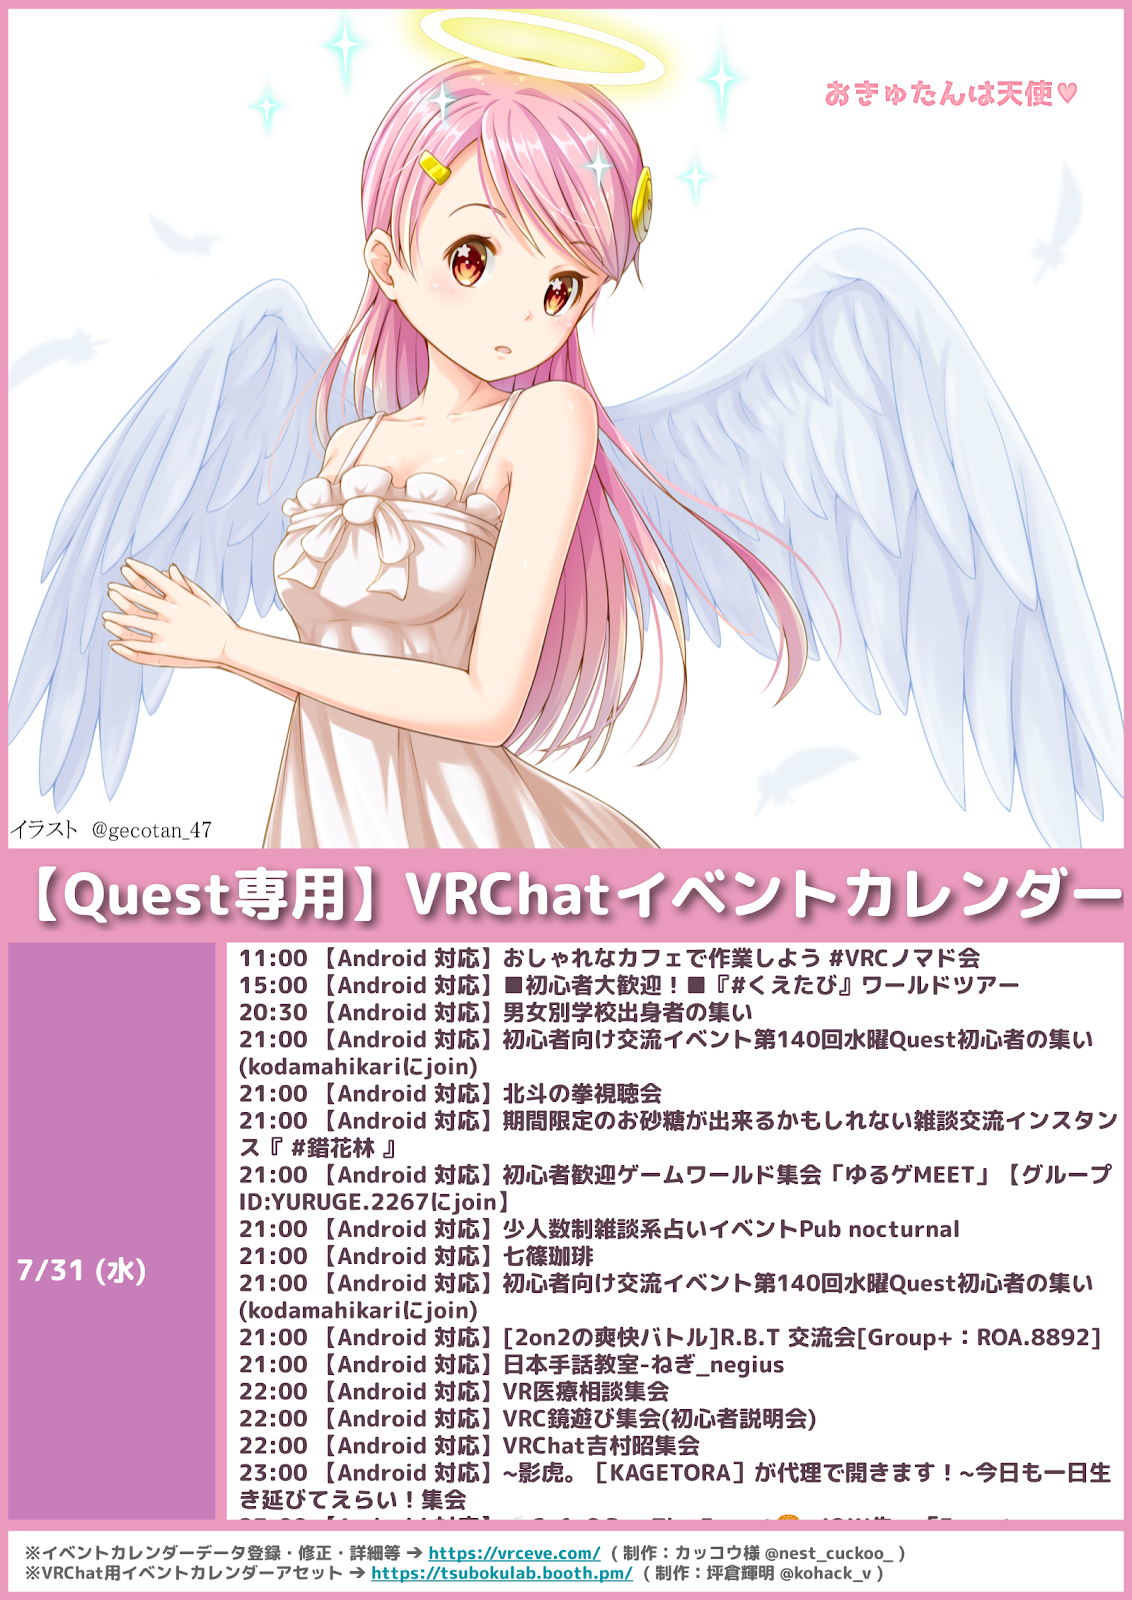 おきゅたんは天使♥
イラスト @gecotan_47
【Quest専用】VRChatイベントカレンダー
7/31 (水)
11:00 【Android 対応】おしゃれなカフェで作業しよう #VRCノマド会
15:00 【Android 対応】■初心者大歓迎！■『#くえたび』ワールドツアー
20:30 【Android 対応】男女別学校出身者の集い
21:00 【Android 対応】初心者向け交流イベント第140回水曜Quest初心者の集い
(kodamahikariにjoin)
21:00 【Android 対応】北斗の拳視聴会
21:00 【Android 対応】期間限定のお砂糖が出来るかもしれない雑談交流インスタン
ス『 #錯花林 』
21:00 【Android 対応】初心者歓迎ゲームワールド集会「ゆるゲMEET」【グループ
ID:YURUGE.2267にjoin】
21:00 【Android 対応】少人数制雑談系占いイベントPub nocturnal
21:00 【Android 対応】七篠珈琲
21:00 【Android 対応】初心者向け交流イベント第140回水曜Quest初心者の集い
(kodamahikariにjoin)
21:00 【Android 対応】[2on2の爽快バトル]R.B.T 交流会[Group+：ROA.8892]
21:00 【Android 対応】日本手話教室-ねぎ_negius
22:00 【Android 対応】VR医療相談集会
22:00 【Android 対応】VRC鏡遊び集会(初心者説明会)
22:00 【Android 対応】VRChat吉村昭集会
23:00 【Android 対応】~影虎。［KAGETORA］が代理で開きます！~今日も一日生
き延びてえらい！集会
※イベントカレンダーデータ登録・修正・詳細等 ➔ https://vrceve.com/ ( 制作：カッコウ様 @nest_cuckoo_ )
※VRChat用イベントカレンダーアセット ➔ https://tsubokulab.booth.pm/ ( 制作：坪倉輝明 @kohack_v )